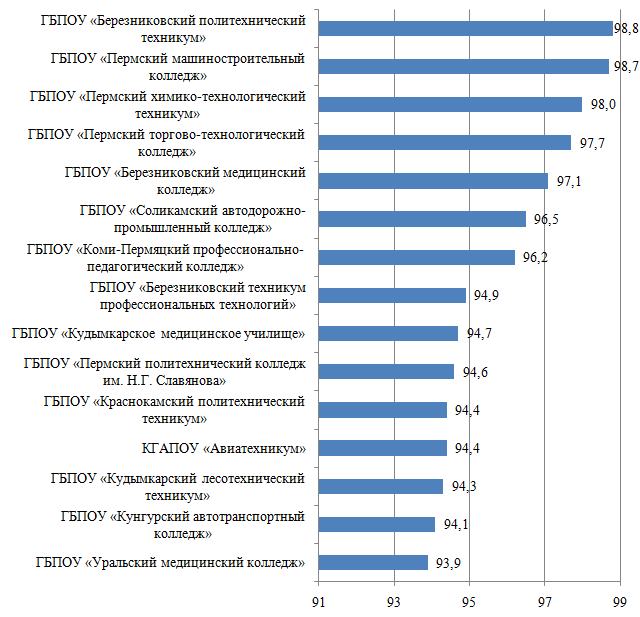 ГБПОУ «Березниковский политехнический
техникум»
98,8
ГБПОУ «Пермский машиностроительный
колледж»
98,7
ГБПОУ «Пермский химико-технологический
техникум»
98,0
ГБПОУ «Пермский торгово-технологический
колледж»
97,7
ГБПОУ «Березниковский медицинский
колледж»
97,1
ГБПОУ «Соликамский автодорожно-
промышленный колледж»
96,5
ГБПОУ «Коми-Пермяцкий профессионально-
педагогический колледж»
96,2
ГБПОУ «Березниковский техникум
профессиональных технологий»
94,9
ГБПОУ «Кудымкарское медицинское училище»
94,7
ГБПОУ «Пермский политехнический колледж
им. Н.Г. Славянова»
94,6
ГБПОУ «Краснокамский политехнический
техникум»
94,4
КГАПОУ «Авиатехникум»
94,4
ГБПОУ «Кудымкарский лесотехнический
техникум»
94,3
ГБПОУ «Кунгурский автотранспортный
колледж»
94,1
ГБПОУ «Уральский медицинский колледж»
93,9
91 93 95 97 99